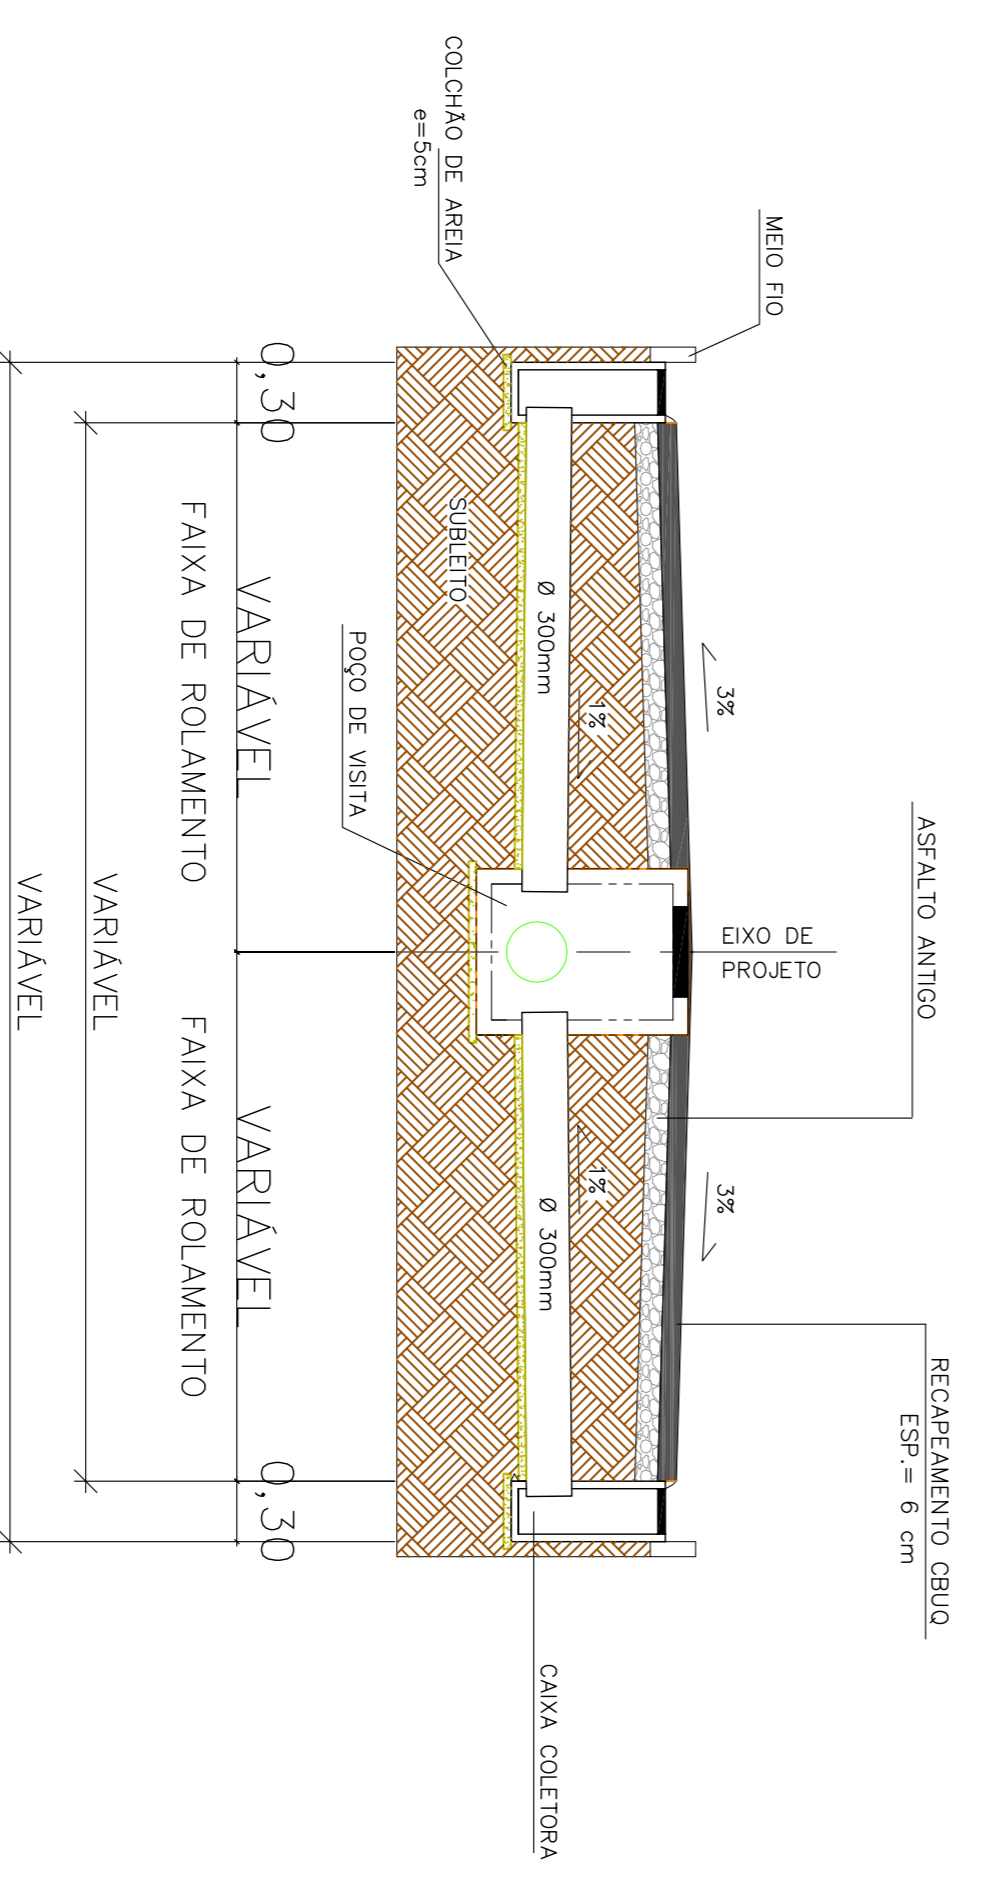 RECAPEAMENTO CBUQ
ESP.= 6 cm
ASFALTO ANTIGO
MEIO FIO
EIXO DE
PROJETO
3%
3%
1%
1%
Ø 300mm
Ø 300mm
COLCHÃO DE AREIA
e=5cm
SUBLEITO
CAIXA COLETORA
POÇO DE VISITA
0,30
VARIÁVEL
VARIÁVEL
0,30
FAIXA DE ROLAMENTO
FAIXA DE ROLAMENTO
VARIÁVEL
VARIÁVEL